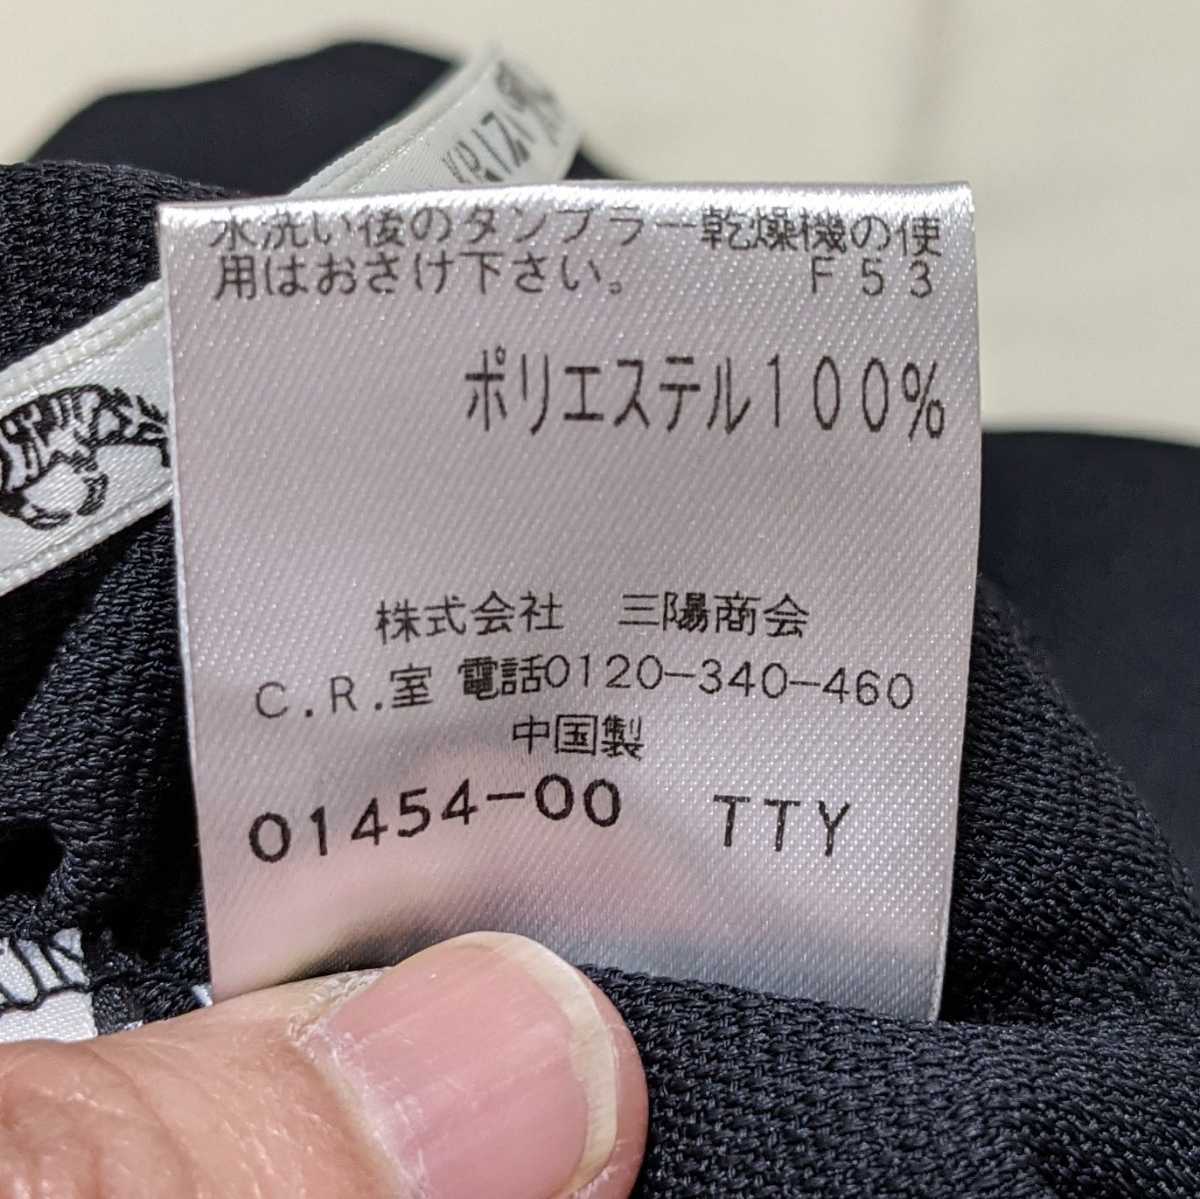 水洗い後のタンブラー乾燥機の使
用はおさけ下さい。 F53
ポリエステル100%
株式会社 三陽商会
C.R.室 電話0120-340-460
中国製
01454-00 TTY